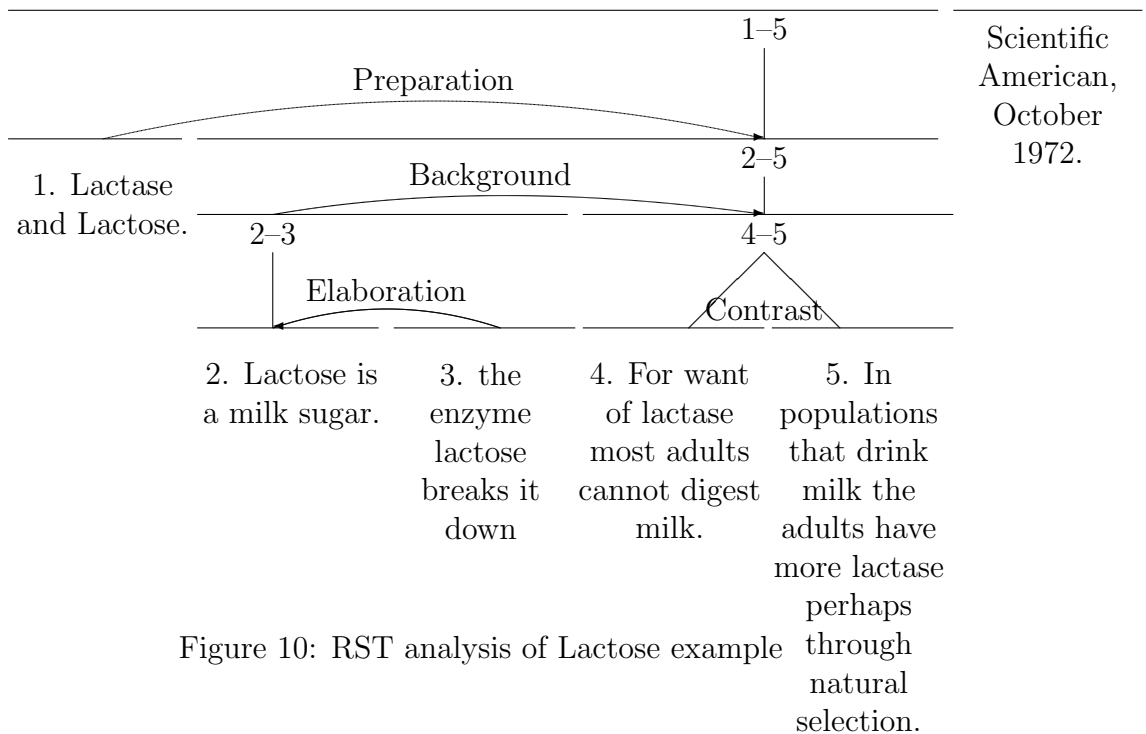 1–5
Scientific
American,
October
1972.
Preparation
2–5
1. Lactase
and Lactose.
Background
2–3
4–5
Elaboration
Contrast
2. Lactose is
a milk sugar.
3. the
enzyme
lactose
breaks it
down
4. For want
of lactase
most adults
cannot digest
milk.
5. In
populations
that drink
milk the
adults have
more lactase
perhaps
through
natural
selection.
Figure 10: RST analysis of Lactose example